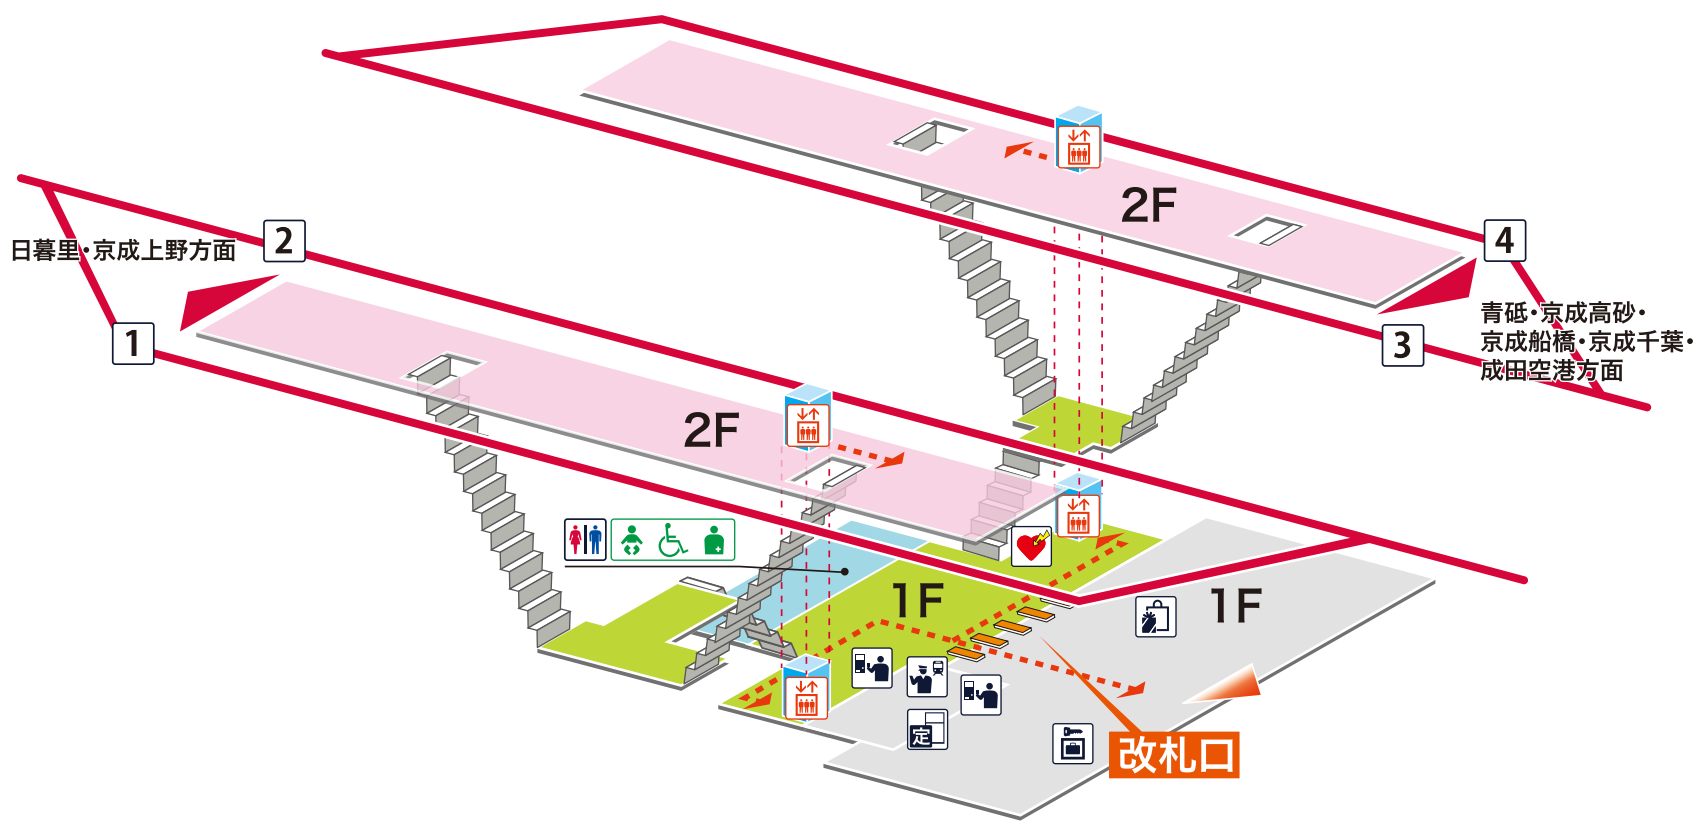 2F
4
2
日暮里・京成上野方面
青砥・京成高砂・
京成船橋・京成千葉・
成田空港方面
1
3
2F
1F
1F
定
改札口